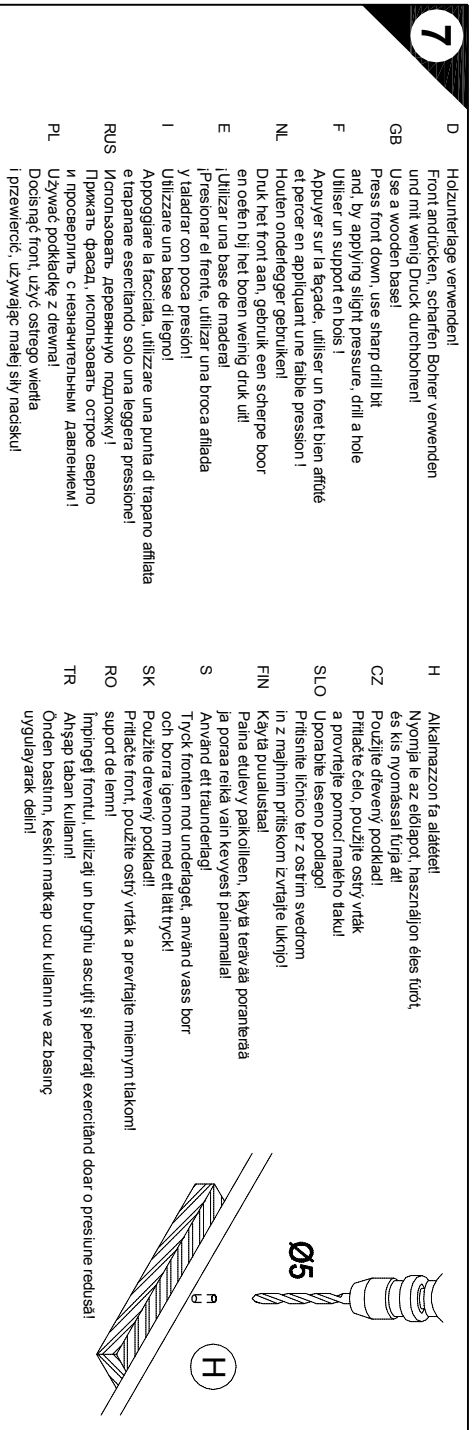 7
D Holzunterlage verwenden!
Front andrücken, scharfen Bohrer verwenden
und mit wenig Druck durchbohren!
GB Use a wooden base!
Press front down, use sharp drill bit
and, by applying slight pressure, drill a hole
F Utiliser un support en bois !
Appuyer sur la façade, utiliser un foret bien affûté
et percer en appliquant une faible pression !
NL Houten onderlegger gebruiken!
Druk het front aan, gebruik een scherpe boor
en oefen bij het boren weinig druk uit!
E ¡Utilizar una base de madera!
¡Presionar el frente, utilizar una broca afilada
y taladrar con poca presión!
I Utilizzare una base di legno!
Appoggiare la facciata, utilizzare una punta di trapano affilata
e trapanare esercitando solo una leggera pressione!
RUS Использовать деревянную подложку!
Прижать фасад, использовать острое сверло
и просверлить с незначительным давлением!
PL Używać podkładkę z drewna!
Docisnąć front, użyć ostrego wiertła
i przewiercić, używając małej siły nacisku!
H Alkalmazzon fa alátétet!
Nyomja le az előlapot, használjon éles fúrót,
és kis nyomással fúrja át!
CZ Použijte dřevený podklad!
Přitlačte čelo, použijte ostrý vrták
a provrtejte pomocí malého tlaku!
SLO Uporabite leseno podlago!
Pritisnite ličnico ter z ostrim svedrom
in z majhnim pritiskom izvrtajte luknjo!
FIN Käytä puualustaa!
Paina etulevy paikoilleen, käytä terävää poranterää
ja poraa reikä vain kevyesti painamalla!
S Använd ett träunderlag!
Tryck fronten mot underlaget, använd vass borr
och borra igenom med ett lätt tryck!
SK Použite drevený podklad!!
Pritlačte front, použite ostrý vrták a prevŕtajte miernym tlakom!
RO suport de lemn!
Împingeţi frontul, utilizaţi un burghiu ascuţit şi perforaţi exercitând doar o presiune redusă!
TR Ahşap taban kullanın!
Önden bastırın, keskin matkap ucu kullanın ve az basınç
uygulayarak delin!
Ø5
H